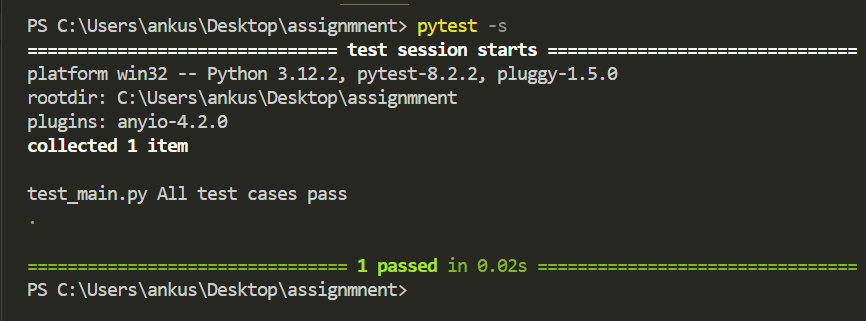 PS C:\Users\ankus\Desktop\assignmnent> pytest -s
=============================== test session starts ===============================
platform win32 -- Python 3.12.2, pytest-8.2.2, pluggy-1.5.0
rootdir: C:\Users\ankus\Desktop\assignmnent
plugins: anyio-4.2.0
collected 1 item
test_main.py All test cases pass
.
================================ 1 passed in 0.02s ================================
PS C:\Users\ankus\Desktop\assignmnent>